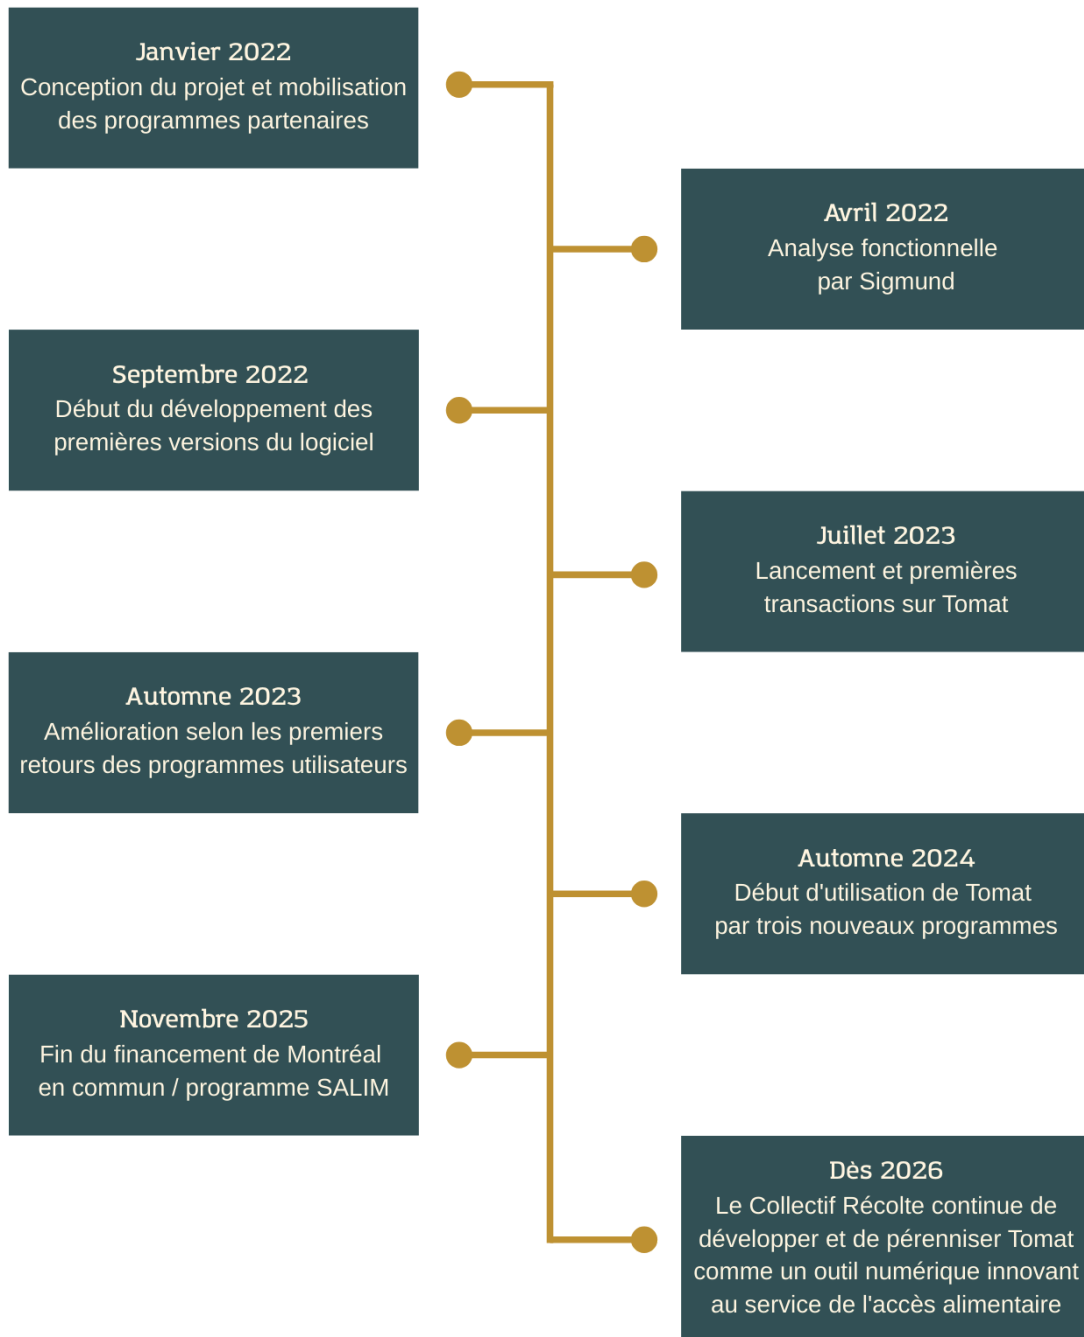 Janvier 2022
Conception du projet et mobilisation
des programmes partenaires
Avril 2022
Analyse fonctionnelle
par Sigmund
Septembre 2022
Début du développement des
premières versions du logiciel
Juillet 2023
Lancement et premières
transactions sur Tomat
Automne 2023
Amélioration selon les premiers
retours des programmes utilisateurs
Automne 2024
Début d'utilisation de Tomat
par trois nouveaux programmes
Novembre 2025
Fin du financement de Montréal
en commun / programme SALIM
Dès 2026
Le Collectif Récolte continue de
développer et de pérenniser Tomat
comme un outil numérique innovant
au service de l'accès alimentaire